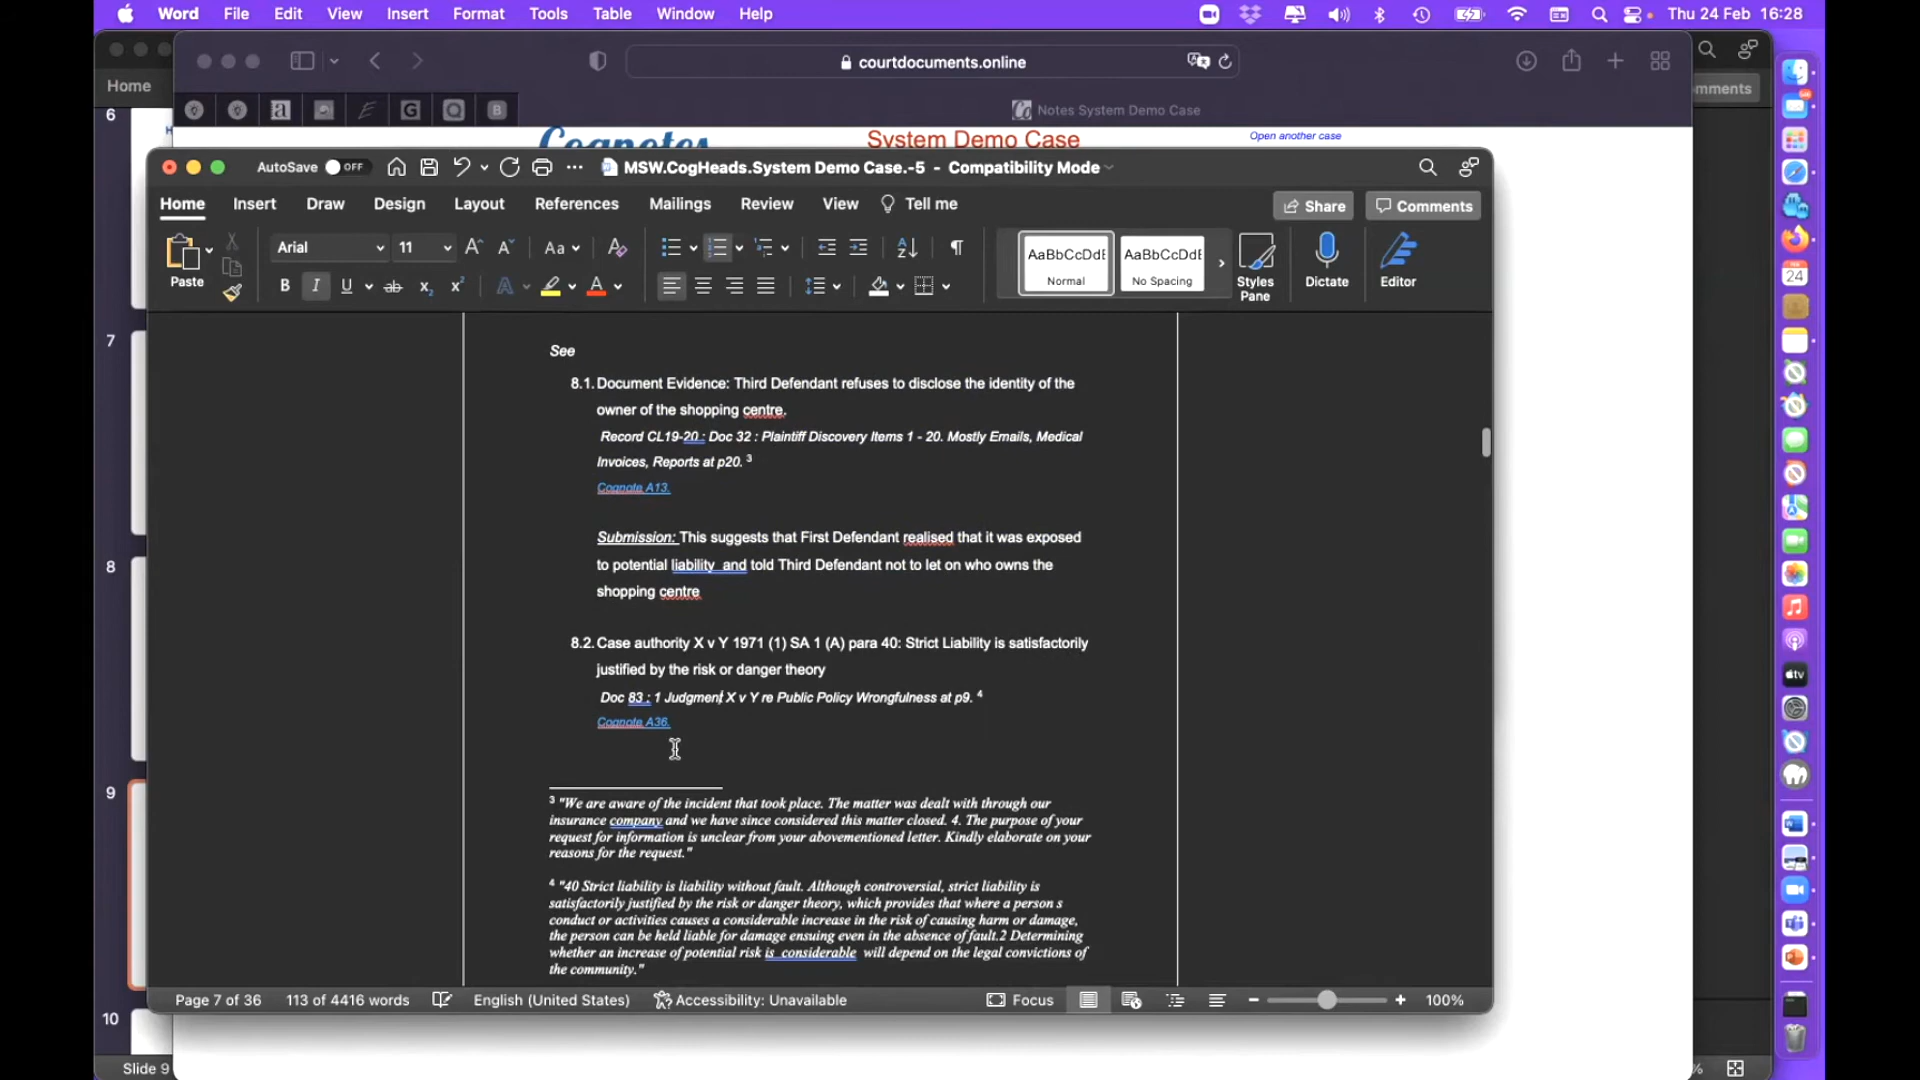 Word File Edit View Insert Format Tools Table Window Help Thu 24 Feb 16:28
courtdocuments.online
Home
mments
a G Q B
Notes System Demo Case
6
Cognotes System Demo Case Open another case
AutoSave OFF MSW.CogHeads.System Demo Case.-5 - Compatibility Mode
Home Insert Draw Design Layout References Mailings Review View Tell me Share Comments
Paste Arial 11 AaBbCcDdE Normal AaBbCcDdE No Spacing Styles Pane Dictate Editor
24
See
7
8.1. Document Evidence: Third Defendant refuses to disclose the identity of the
owner of the shopping centre.
Record CL19-20 : Doc 32 : Plaintiff Discovery Items 1 - 20. Mostly Emails, Medical
Invoices, Reports at p20. 3
Cognote A13.
Submission: This suggests that First Defendant realised that it was exposed
8
to potential liability and told Third Defendant not to let on who owns the
shopping centre
8.2. Case authority X v Y 1971 (1) SA 1 (A) para 40: Strict Liability is satisfactorily
justified by the risk or danger theory
tv
Doc 83 : 1 Judgment X v Y re Public Policy Wrongfulness at p9. 4
Cognote A36.
9
3 "We are aware of the incident that took place. The matter was dealt with through our
insurance company and we have since considered this matter closed. 4. The purpose of your
request for information is unclear from your abovementioned letter. Kindly elaborate on your
reasons for the request."
4 "40 Strict liability is liability without fault. Although controversial, strict liability is
satisfactorily justified by the risk or danger theory, which provides that where a person s
conduct or activities causes a considerable increase in the risk of causing harm or damage,
the person can be held liable for damage ensuing even in the absence of fault.2 Determining
whether an increase of potential risk is considerable will depend on the legal convictions of
the community."
Page 7 of 36 113 of 4416 words English (United States) Accessibility: Unavailable Focus 100%
10
Slide 9 %